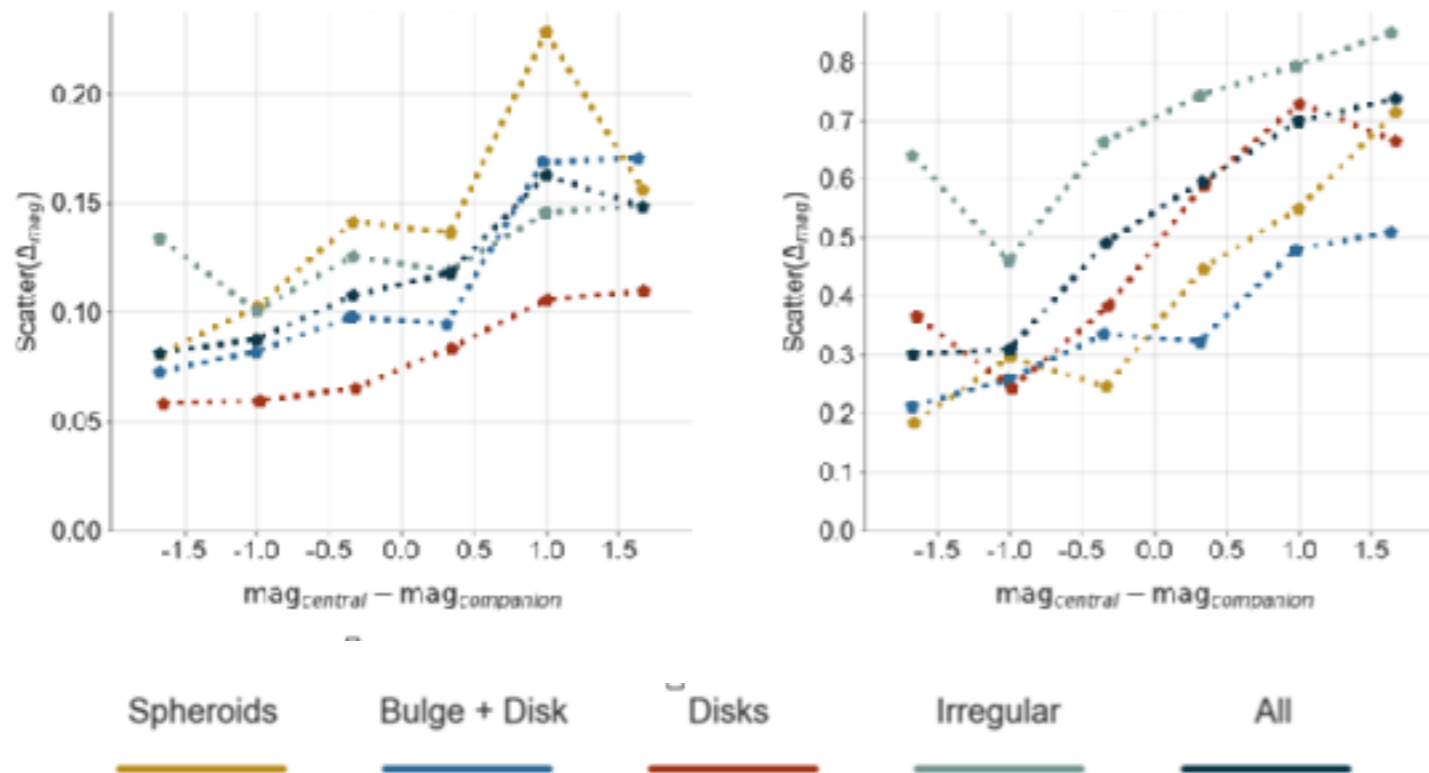 0.20
0.15
0.10
0.05
0.00
Scatter(Δmag)
-1.5 -1.0 -0.5 0.0 0.5 1.0 1.5
magcentral − magcompanion
0.8
0.7
0.6
0.5
0.4
0.3
0.2
0.1
0.0
Scatter(Δmag)
-1.5 -1.0 -0.5 0.0 0.5 1.0 1.5
magcentral − magcompanion
Spheroids Bulge + Disk Disks Irregular All